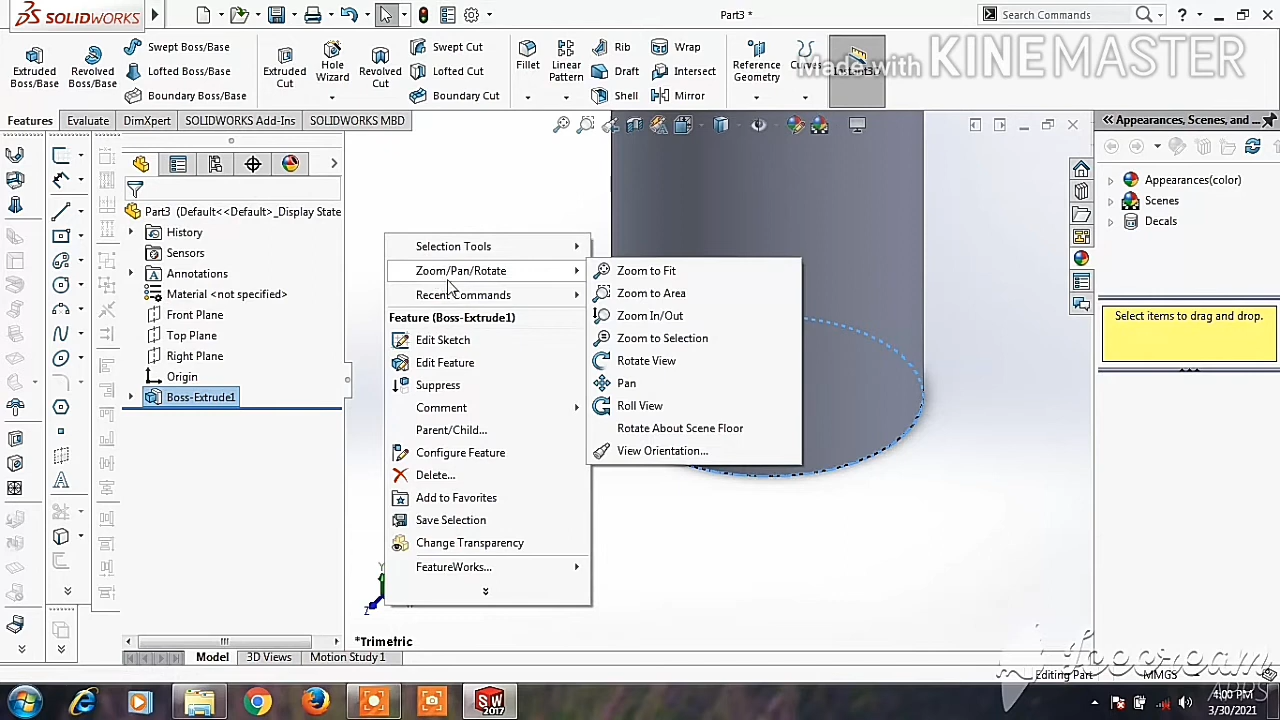 SOLIDWORKS
Part3 *
Search Commands
Made with KINEMASTER
Extruded Boss/Base
Revolved Boss/Base
Swept Boss/Base
Lofted Boss/Base
Boundary Boss/Base
Extruded Cut
Hole Wizard
Revolved Cut
Swept Cut
Lofted Cut
Boundary Cut
Fillet
Linear Pattern
Rib
Draft
Shell
Wrap
Intersect
Mirror
Reference Geometry
Curves
Features
Evaluate
DimXpert
SOLIDWORKS Add-Ins
SOLIDWORKS MBD
Appearances, Scenes, and ...
Part3 (Default<<Default>_Display State
History
Sensors
Annotations
Material <not specified>
Front Plane
Top Plane
Right Plane
Origin
Boss-Extrude1
Selection Tools
Zoom/Pan/Rotate
Recent Commands
Feature (Boss-Extrude1)
Edit Sketch
Edit Feature
Suppress
Comment
Parent/Child...
Configure Feature
Delete...
Add to Favorites
Save Selection
Change Transparency
FeatureWorks...
Zoom to Fit
Zoom to Area
Zoom In/Out
Zoom to Selection
Rotate View
Pan
Roll View
Rotate About Scene Floor
View Orientation...
Appearances(color)
Scenes
Decals
Select items to drag and drop.
Y
Z
*Trimetric
Model
3D Views
Motion Study 1
Editing Part
MMGS
SW
2017
4:00 PM
3/30/2021